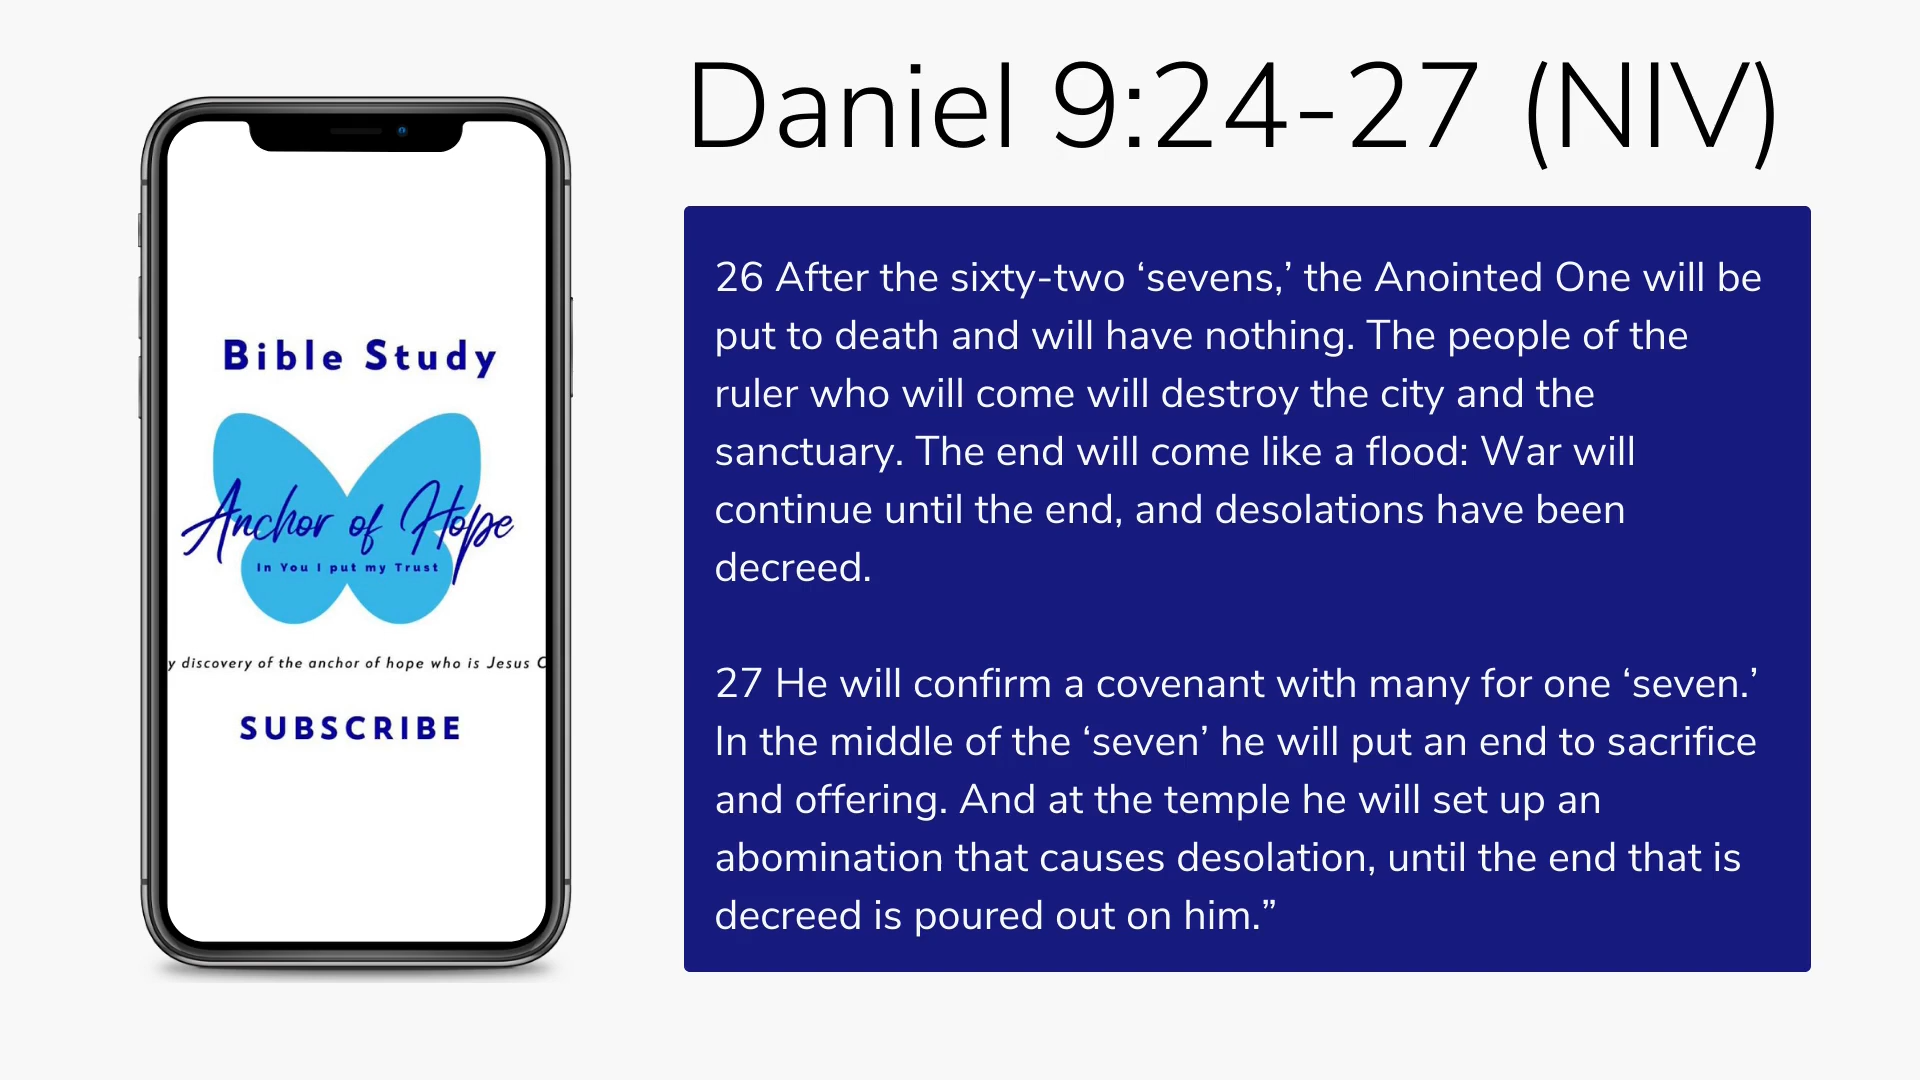 Daniel 9:24-27 (NIV)
Bible Study
Anchor of Hope
In You I put my Trust
y discovery of the anchor of hope who is Jesus C
SUBSCRIBE
26 After the sixty-two ‘sevens,’ the Anointed One will be
put to death and will have nothing. The people of the
ruler who will come will destroy the city and the
sanctuary. The end will come like a flood: War will
continue until the end, and desolations have been
decreed.
27 He will confirm a covenant with many for one ‘seven.’
In the middle of the ‘seven’ he will put an end to sacrifice
and offering. And at the temple he will set up an
abomination that causes desolation, until the end that is
decreed is poured out on him.”